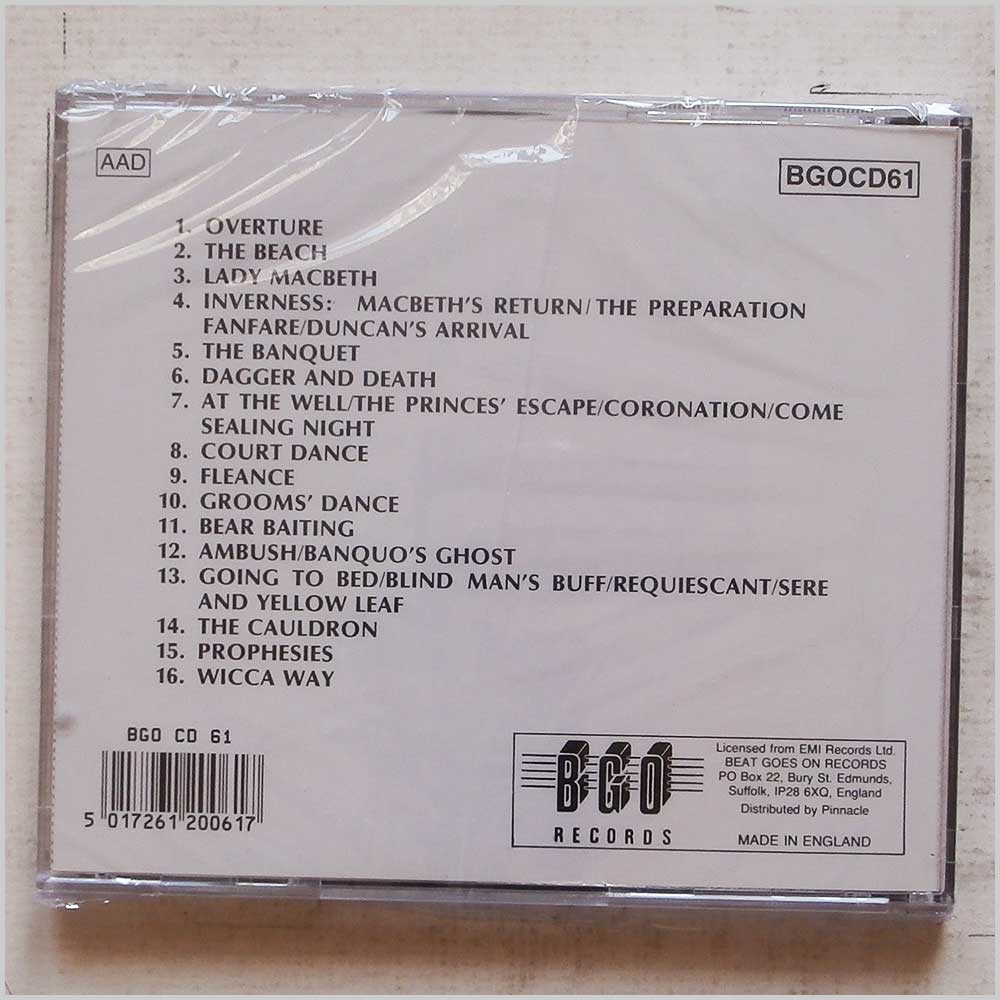 AAD
BGOCD61
1. OVERTURE
2. THE BEACH
3. LADY MACBETH
4. INVERNESS: MACBETH'S RETURN/THE PREPARATION
FANFARE/DUNCAN'S ARRIVAL
5. THE BANQUET
6. DAGGER AND DEATH
7. AT THE WELL/THE PRINCES' ESCAPE/CORONATION/COME
SEALING NIGHT
8. COURT DANCE
9. FLEANCE
10. GROOMS' DANCE
11. BEAR BAITING
12. AMBUSH/BANQUO'S GHOST
13. GOING TO BED/BLIND MAN'S BUFF/REQUIESCANT/SERE
AND YELLOW LEAF
14. THE CAULDRON
15. PROPHESIES
16. WICCA WAY
BGO CD 61
5 017261 200617
BGO
RECORDS
Licensed from EMI Records Ltd.
BEAT GOES ON RECORDS
PO Box 22, Bury St. Edmunds,
Suffolk, IP28 6XQ, England
Distributed by Pinnacle
MADE IN ENGLAND